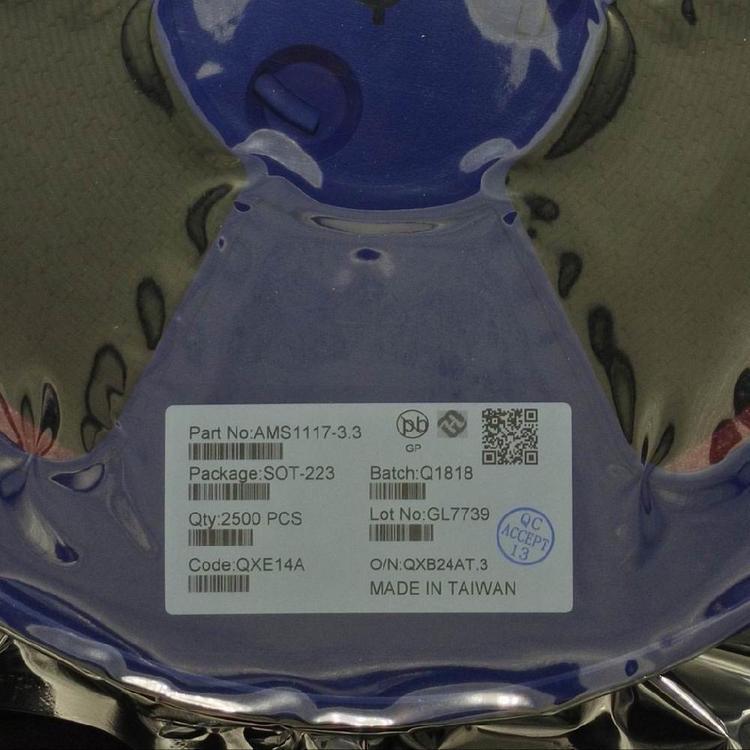 Part No:AMS1117-3.3
pb
GP
Package:SOT-223
Batch:Q1818
Qty:2500 PCS
Lot No:GL7739
QC
ACCEPT
13
Code:QXE14A
O/N:QXB24AT.3
MADE IN TAIWAN